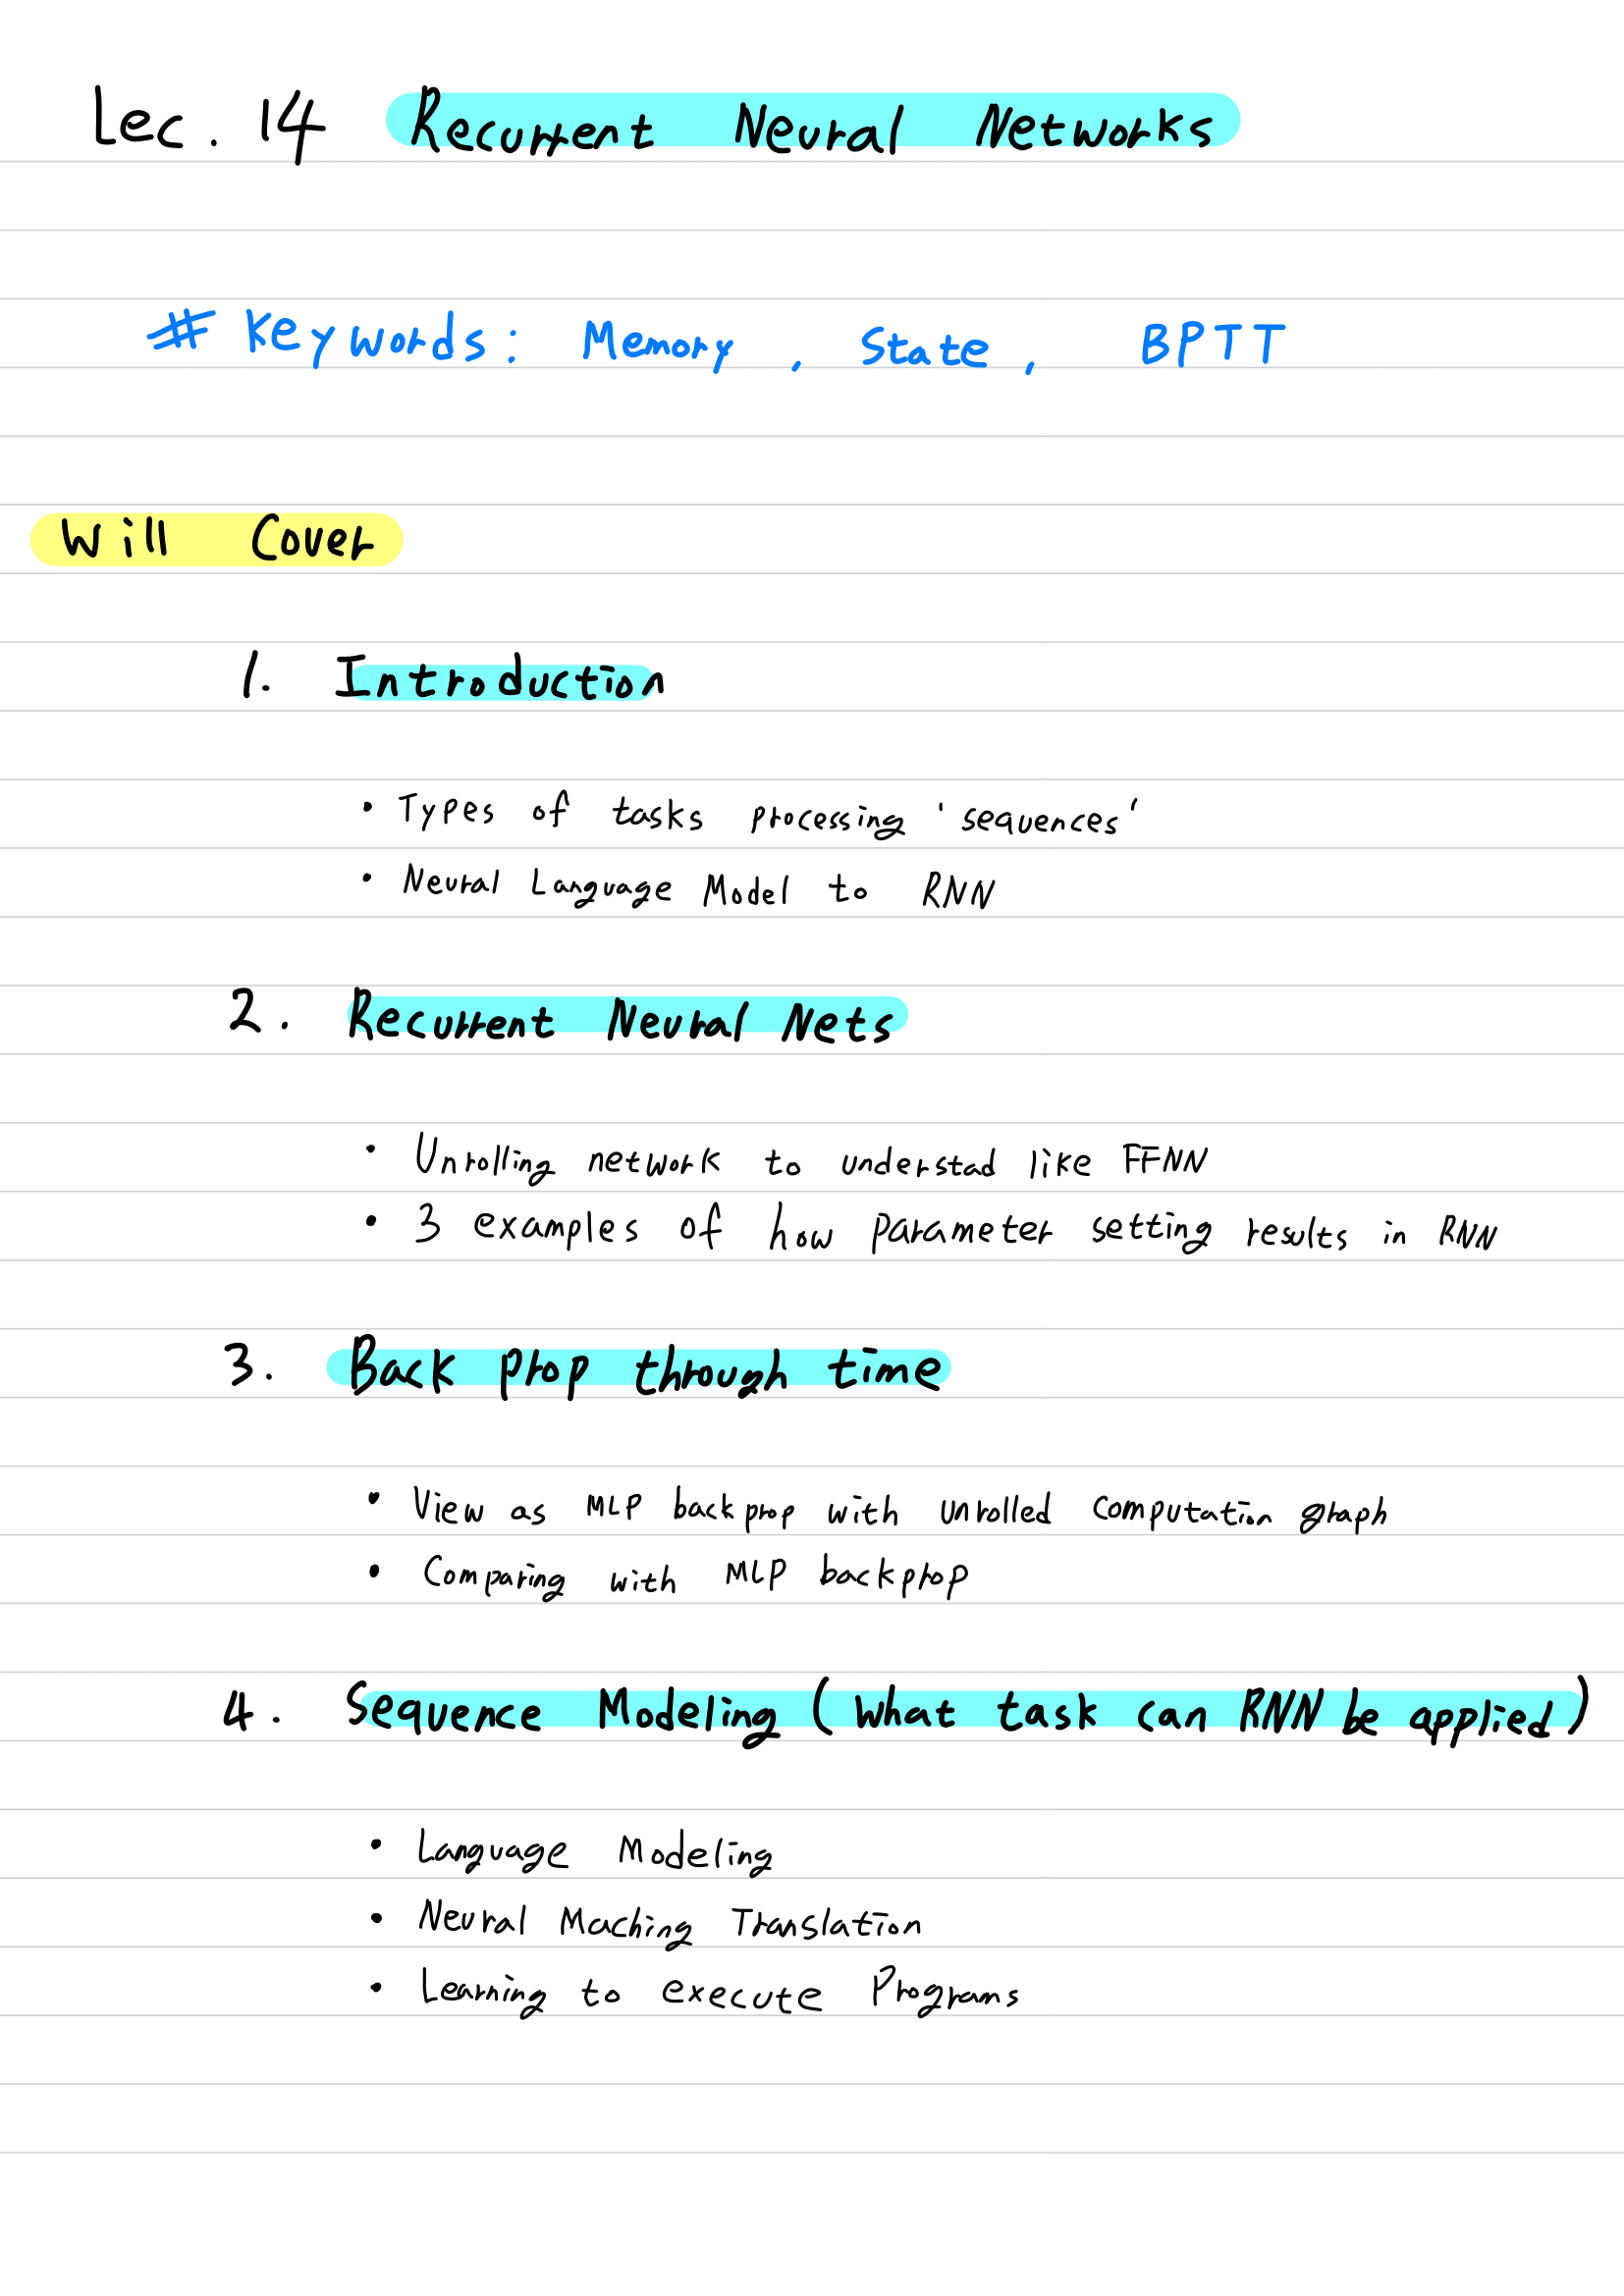 Lec. 14 Recurrent Neural Networks
# Keywords: Memory, State, BPTT
Will Cover
1. Introduction
• Types of tasks processing 'sequences'
• Neural Language Model to RNN
2. Recurrent Neural Nets
• Unrolling network to understad like FFNN
• 3 examples of how parameter setting results in RNN
3. Back prop through time
• View as MLP backprop with unrolled computation graph
• Comparing with MLP backprop
4. Sequence Modeling (What task can RNN be applied)
• Language Modeling
• Neural Maching Translation
• Learning to execute Programs